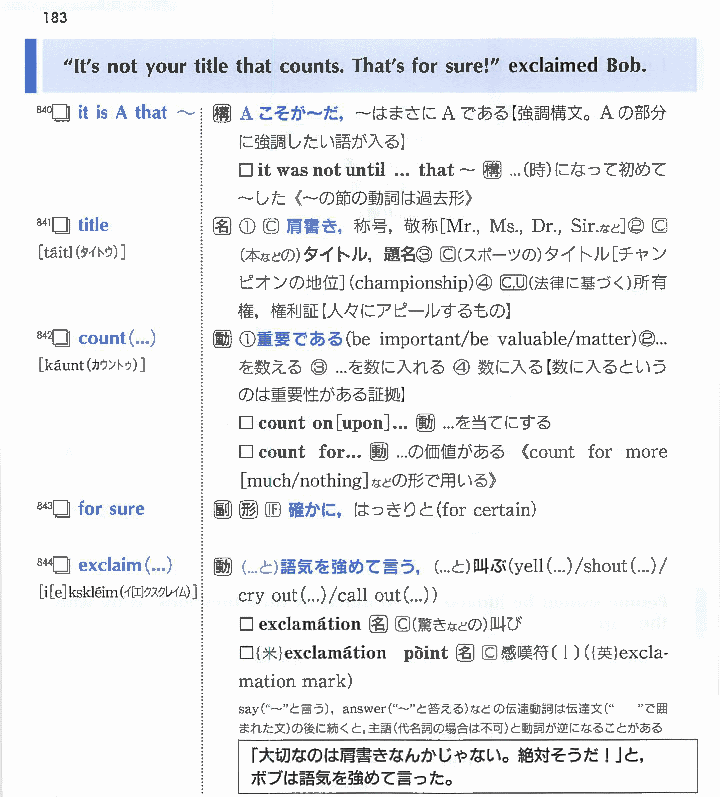 183
“It's not your title that counts. That's for sure!” exclaimed Bob.
840 it is A that ～ 構 A こそが～だ，～はまさに A である【強調構文。A の部分
に強調したい語が入る】
□ it was not until … that ～ 構 …(時)になって初めて
～した《～の節の動詞は過去形》
841 title 名 ① Ⓒ 肩書き，称号，敬称[Mr., Ms., Dr., Sir.など]② Ⓒ
[táitl(タイトゥ)] (本などの)タイトル，題名③ Ⓒ(スポーツの)タイトル[チャン
ピオンの地位](championship)④ C,U(法律に基づく)所有
権，権利証【人々にアピールするもの】
842 count(…) 動 ①重要である(be important/be valuable/matter)②…
[káunt(カウントゥ)] を数える ③ …を数に入れる ④ 数に入る【数に入るという
のは重要性がある証拠】
□ count on[upon]… 動 …を当てにする
□ count for… 動 …の価値がある 《count for more
[much/nothing]などの形で用いる》
843 for sure 副 形 IF 確かに，はっきりと(for certain)
844 exclaim(…) 動 (…と)語気を強めて言う，(…と)叫ぶ(yell(…)/shout(…)/
[i[e]kskléim(イ[エ]クスクレイム)] cry out(…)/call out(…))
□ exclamátion 名 Ⓒ(驚きなどの)叫び
□{米}exclamátion pòint 名 Ⓒ感嘆符(！)({英}excla-
mation mark)
say(“～”と言う)，answer(“～”と答える)などの伝達動詞は伝達文(“　”で囲
まれた文)の後に続くと，主語(代名詞の場合は不可)と動詞が逆になることがある
「大切なのは肩書きなんかじゃない。絶対そうだ！」と，
ボブは語気を強めて言った。